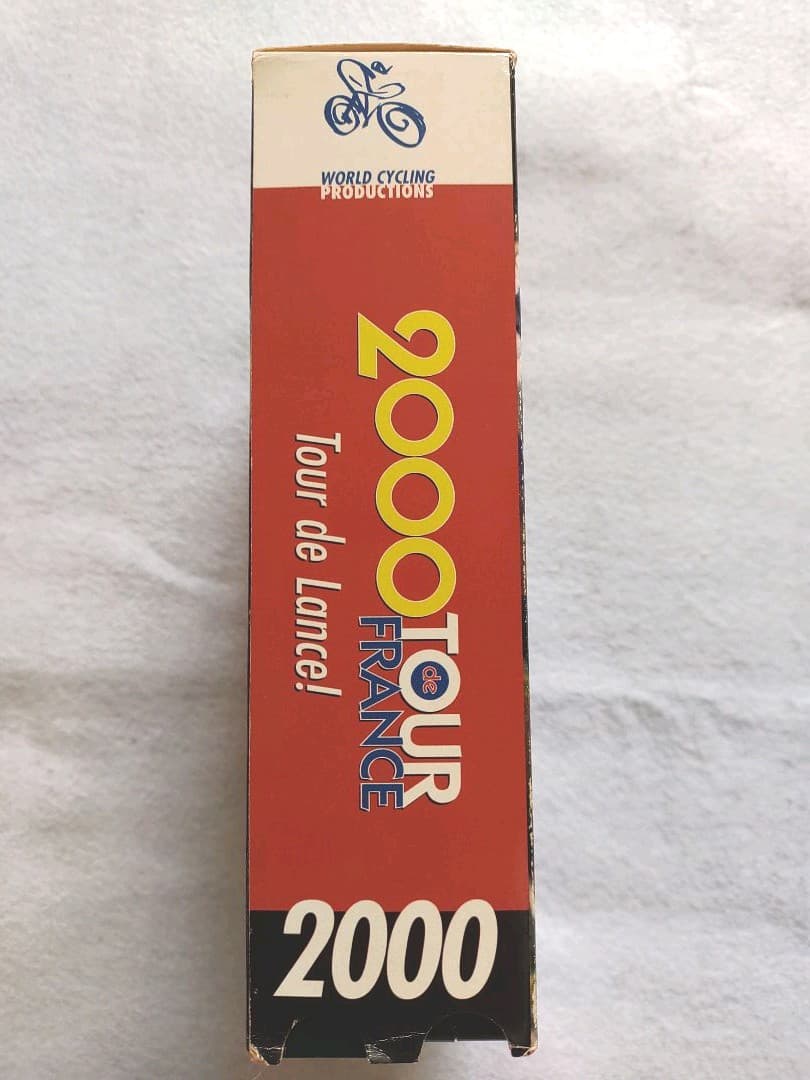 WORLD CYCLING
PRODUCTIONS
2000 TOUR
de
FRANCE
Tour de Lance!
2000